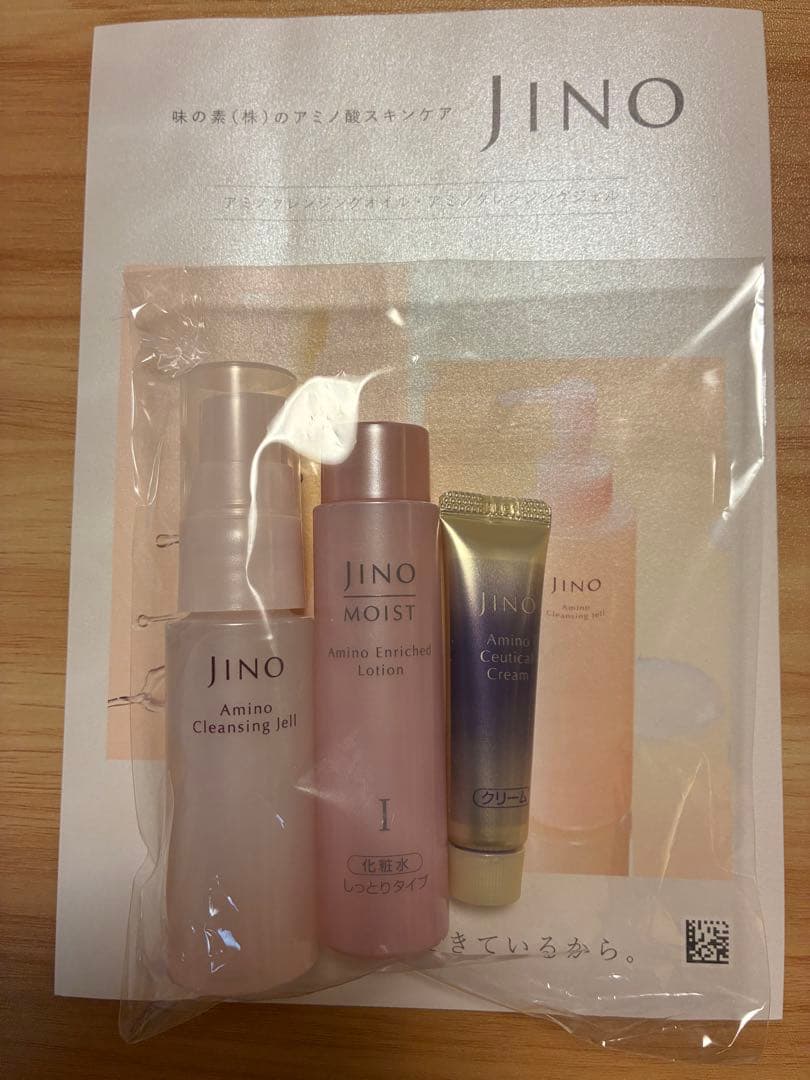 味の素(株)のアミノ酸スキンケア JINO
アミノクレンジングオイル・アミノクレンジングジェル
JINO
Amino
Cleansing Jell
JINO
MOIST
Amino Enriched
Lotion
I
化粧水
しっとりタイプ
JINO
Amino
Ceutical
Cream
クリーム
JINO
Amino
Cleansing Jell
きているから。